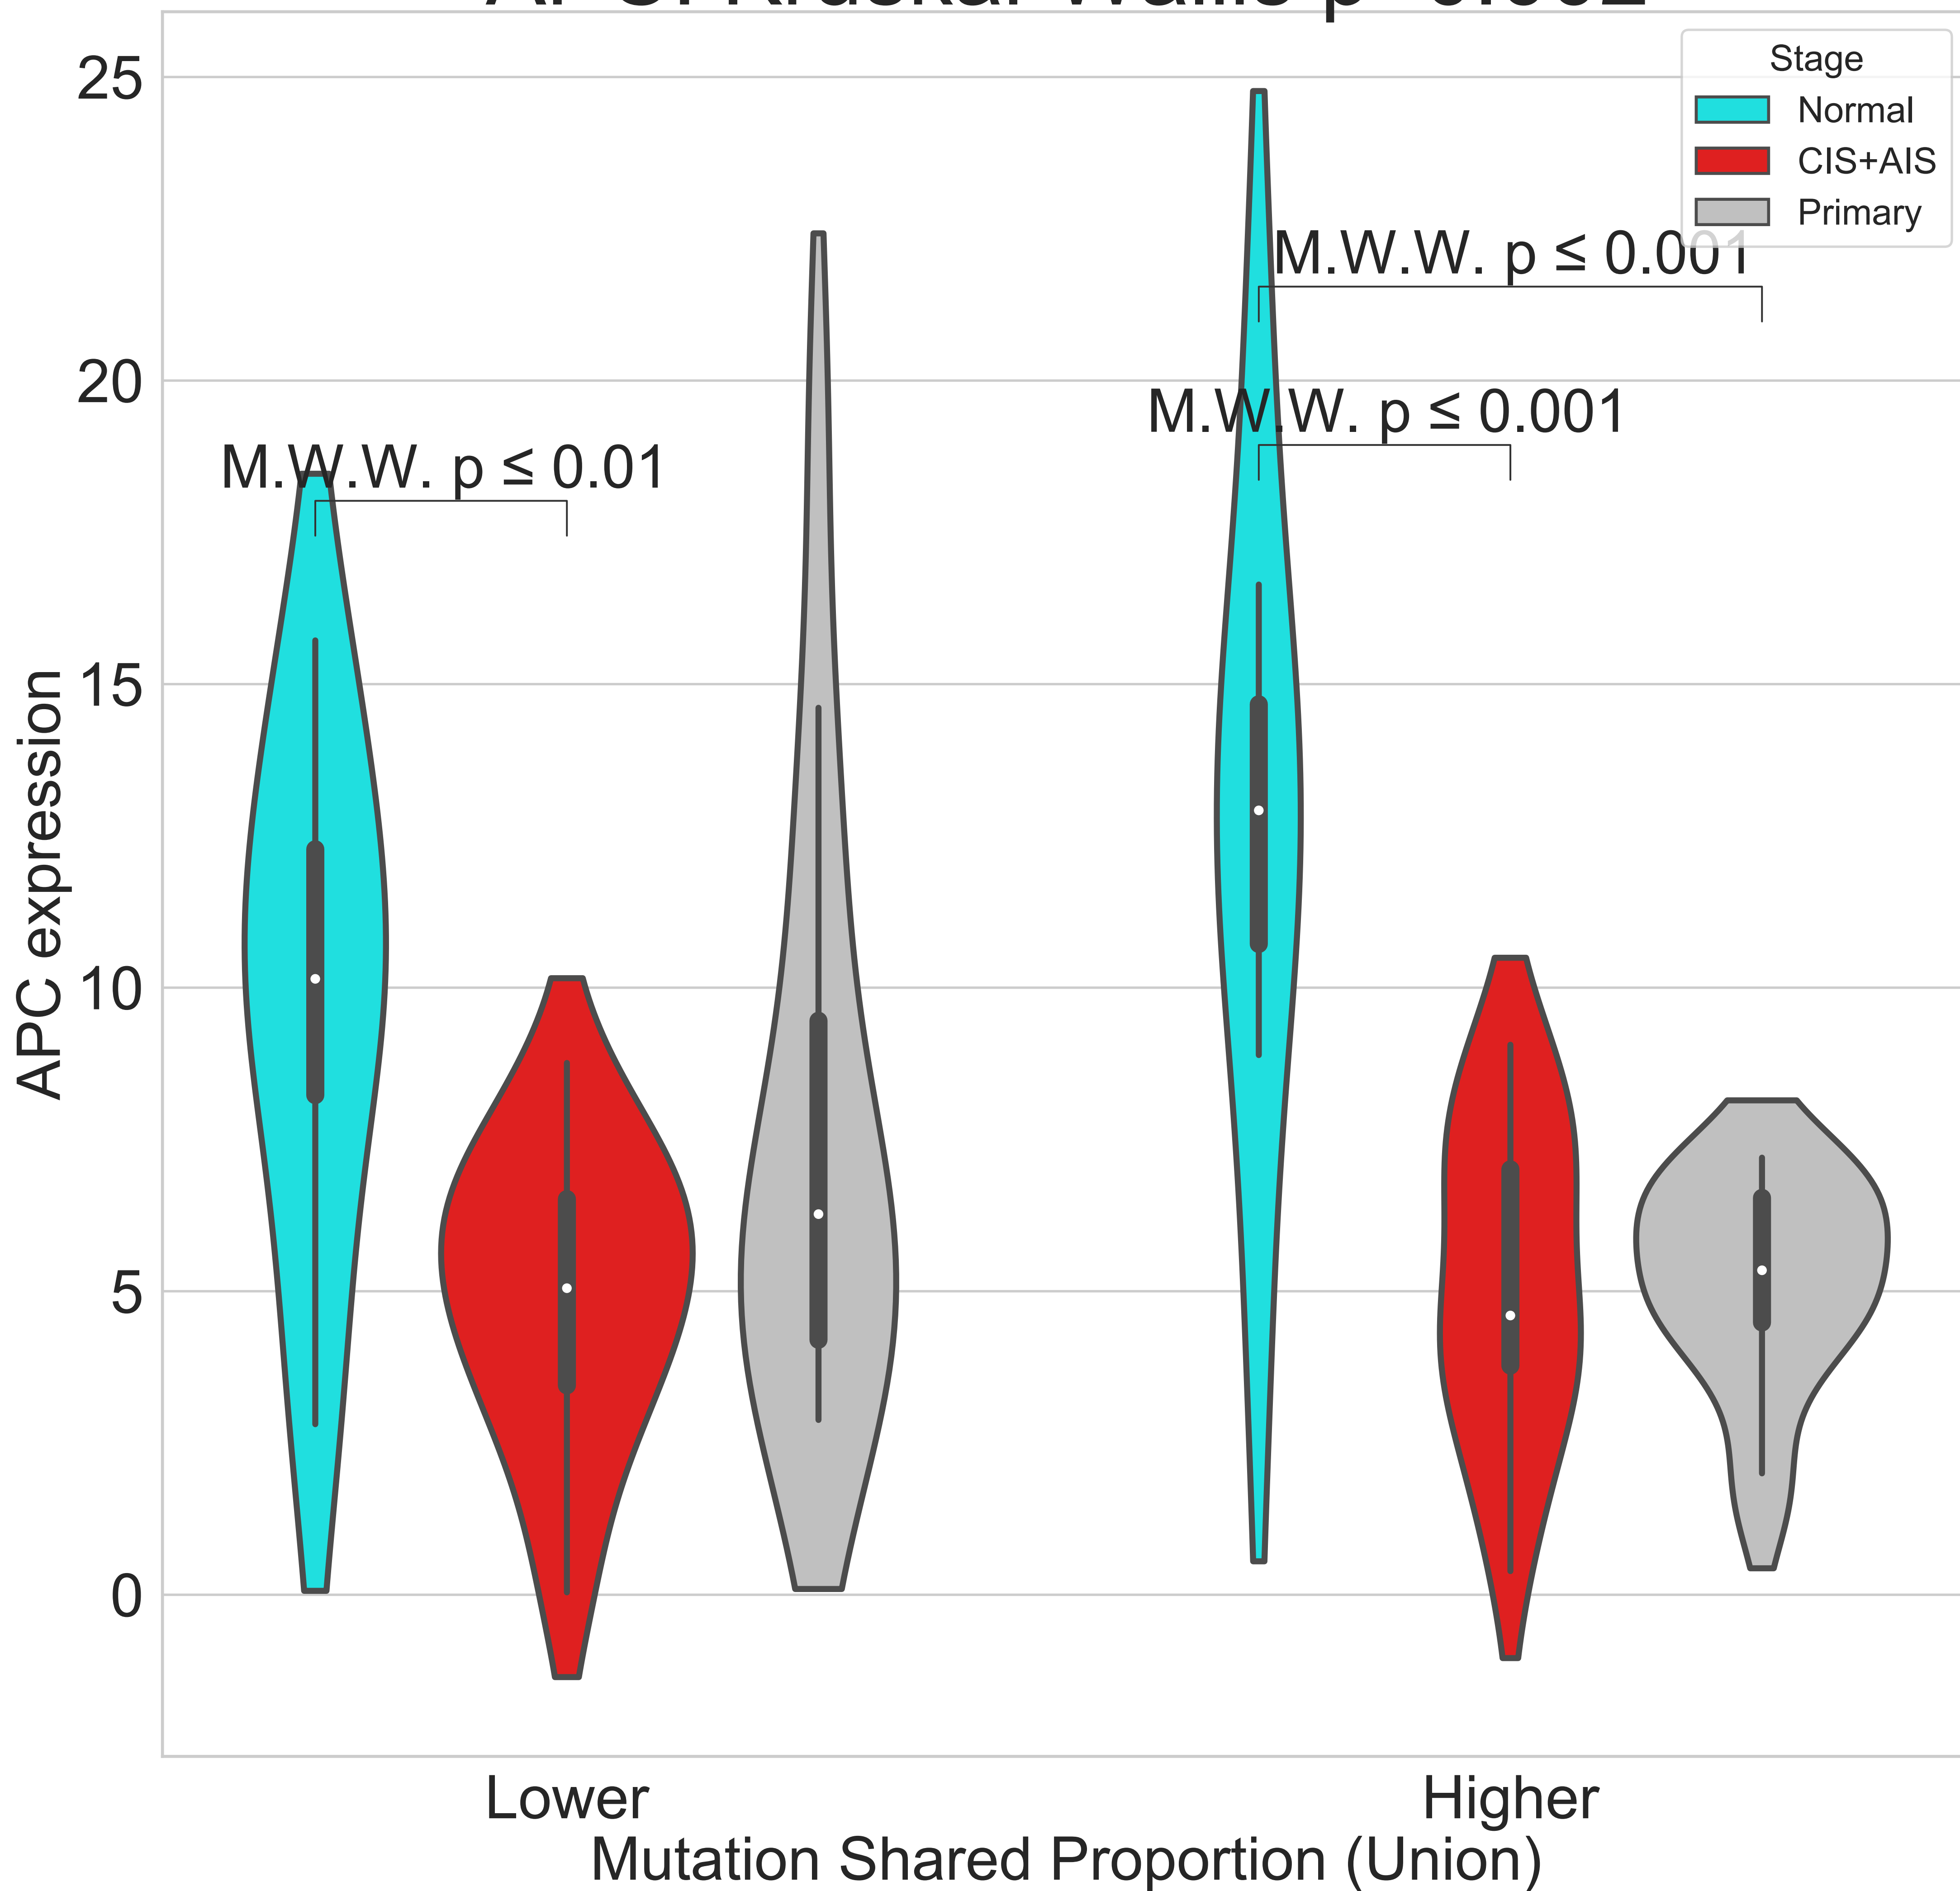 Stage
Normal
CIS+AIS
Primary
M.W.W. p ≤ 0.001
M.W.W. p ≤ 0.001
M.W.W. p ≤ 0.01
25
20
15
10
5
0
APC expression
Lower
Higher
Mutation Shared Proportion (Union)